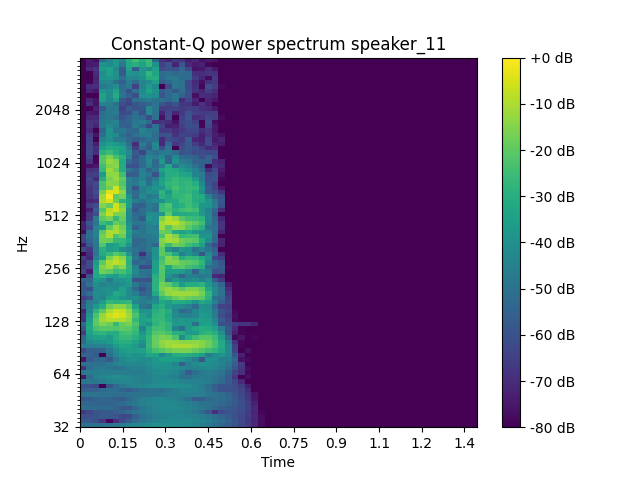 Constant-Q power spectrum speaker_11
Hz
2048
1024
512
256
128
64
32
0 0.15 0.3 0.45 0.6 0.75 0.9 1.1 1.2 1.4
Time
+0 dB
-10 dB
-20 dB
-30 dB
-40 dB
-50 dB
-60 dB
-70 dB
-80 dB